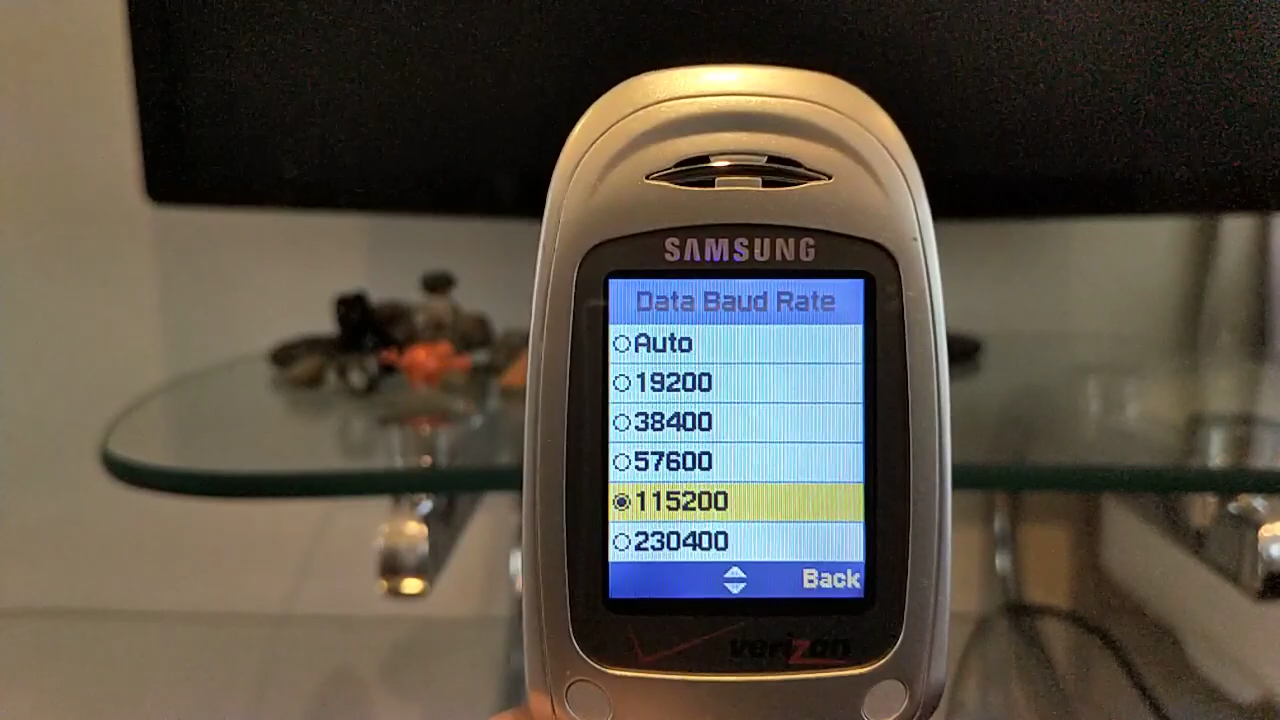 SAMSUNG
Data Baud Rate
Auto
19200
38400
57600
115200
230400
Back
verizon